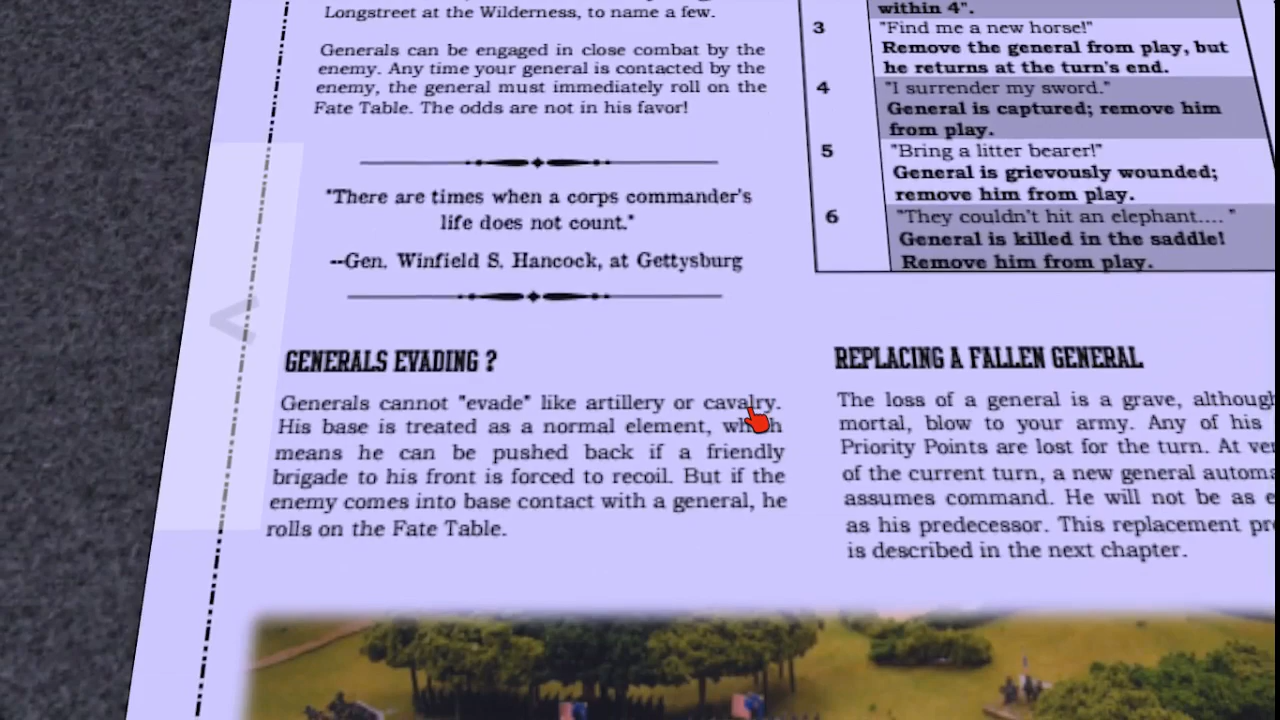 Longstreet at the Wilderness, to name a few.
Generals can be engaged in close combat by the
enemy. Any time your general is contacted by the
enemy, the general must immediately roll on the
Fate Table. The odds are not in his favor!
"There are times when a corps commander's
life does not count."
--Gen. Winfield S. Hancock, at Gettysburg
GENERALS EVADING ?
Generals cannot "evade" like artillery or cavalry.
His base is treated as a normal element, which
means he can be pushed back if a friendly
brigade to his front is forced to recoil. But if the
enemy comes into base contact with a general, he
rolls on the Fate Table.
within 4".
3 "Find me a new horse!"
Remove the general from play, but
he returns at the turn's end.
4 "I surrender my sword."
General is captured; remove him
from play.
5 "Bring a litter bearer!"
General is grievously wounded;
remove him from play.
6 "They couldn't hit an elephant.... "
General is killed in the saddle!
Remove him from play.
REPLACING A FALLEN GENERAL
The loss of a general is a grave, although
mortal, blow to your army. Any of his
Priority Points are lost for the turn. At
of the current turn, a new general
assumes command. He will not be as
as his predecessor. This replacement
is described in the next chapter.